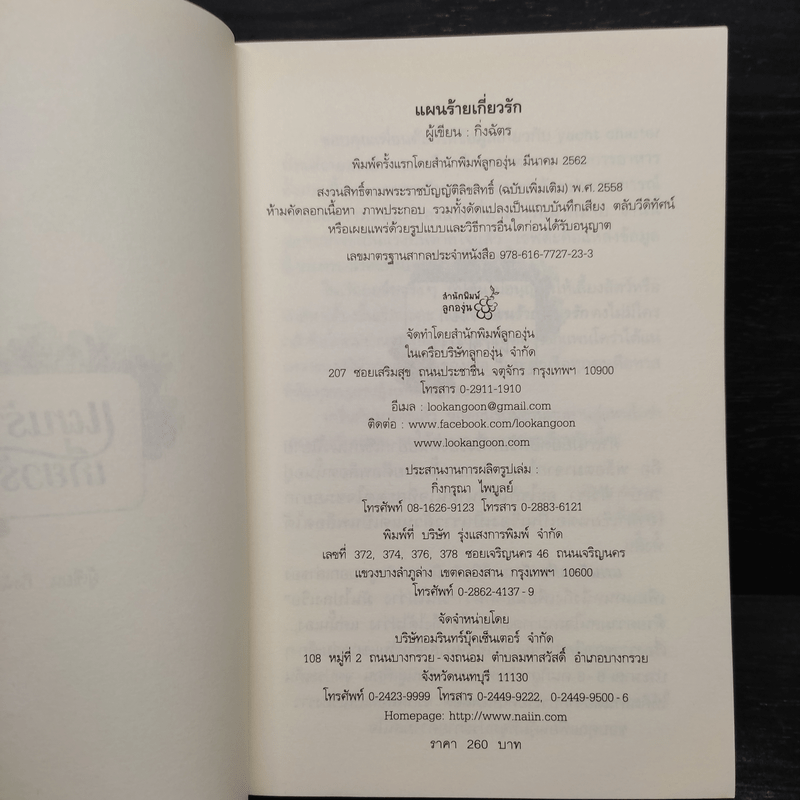 แผนร้ายเกี่ยวรัก
ผู้เขียน : กิ่งฉัตร
พิมพ์ครั้งแรกโดยสำนักพิมพ์ลูกองุ่น มีนาคม 2562
สงวนสิทธิ์ตามพระราชบัญญัติลิขสิทธิ์ (ฉบับเพิ่มเติม) พ.ศ. 2558
ห้ามคัดลอกเนื้อหา ภาพประกอบ รวมทั้งดัดแปลงเป็นแถบบันทึกเสียง ตลับวีดิทัศน์
หรือเผยแพร่ด้วยรูปแบบและวิธีการอื่นใดก่อนได้รับอนุญาต
เลขมาตรฐานสากลประจำหนังสือ 978-616-7727-23-3
สำนักพิมพ์
ลูกองุ่น
จัดทำโดยสำนักพิมพ์ลูกองุ่น
ในเครือบริษัทลูกองุ่น จำกัด
207 ซอยเสริมสุข ถนนประชาชื่น จตุจักร กรุงเทพฯ 10900
โทรสาร 0-2911-1910
อีเมล : lookangoon@gmail.com
ติดต่อ : www.facebook.com/lookangoon
www.lookangoon.com
ประสานงานการผลิตรูปเล่ม :
กิ่งกรุณา ไพบูลย์
โทรศัพท์ 08-1626-9123 โทรสาร 0-2883-6121
พิมพ์ที่ บริษัท รุ่งแสงการพิมพ์ จำกัด
เลขที่ 372, 374, 376, 378 ซอยเจริญนคร 46 ถนนเจริญนคร
แขวงบางลำภูล่าง เขตคลองสาน กรุงเทพฯ 10600
โทรศัพท์ 0-2862-4137-9
จัดจำหน่ายโดย
บริษัทอมรินทร์บุ๊คเซ็นเตอร์ จำกัด
108 หมู่ที่ 2 ถนนบางกรวย-จงถนอม ตำบลมหาสวัสดิ์ อำเภอบางกรวย
จังหวัดนนทบุรี 11130
โทรศัพท์ 0-2423-9999 โทรสาร 0-2449-9222, 0-2449-9500-6
Homepage: http://www.naiin.com
ราคา 260 บาท